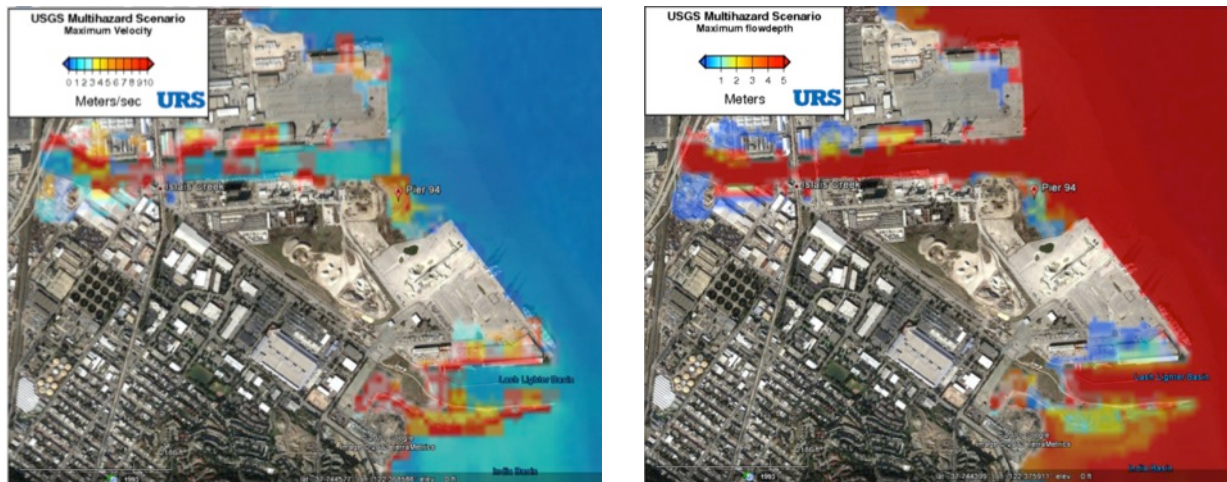 USGS Multihazard Scenario
Maximum Velocity
0 1 2 3 4 5 6 7 8 9 10
Meters/sec URS
Islais Creek
Pier 94
Lash Lighter Basin
India Basin
1993
USGS Multihazard Scenario
Maximum flowdepth
1 2 3 4 5
Meters URS
Islais Creek
Pier 94
Lash Lighter Basin
India Basin
1993